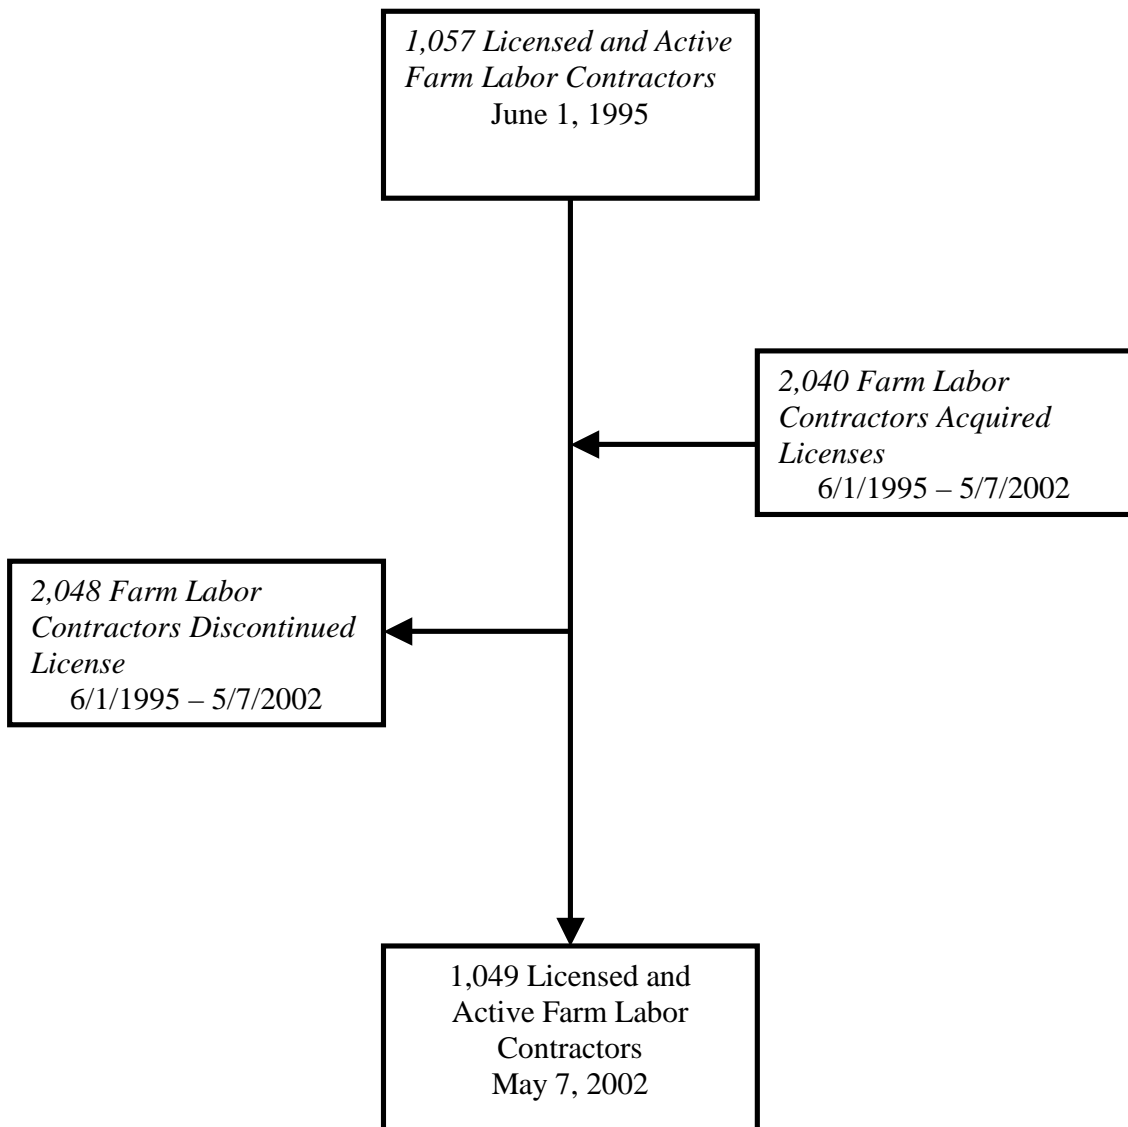 1,057 Licensed and Active
Farm Labor Contractors
June 1, 1995
2,040 Farm Labor
Contractors Acquired
Licenses
6/1/1995 – 5/7/2002
2,048 Farm Labor
Contractors Discontinued
License
6/1/1995 – 5/7/2002
1,049 Licensed and
Active Farm Labor
Contractors
May 7, 2002